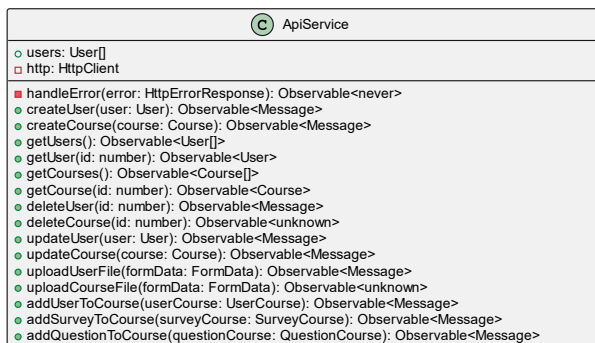 C ApiService
users: User[]
http: HttpClient
handleError(error: HttpErrorResponse): Observable<never>
createUser(user: User): Observable<Message>
createCourse(course: Course): Observable<Message>
getUsers(): Observable<User[]>
getUser(id: number): Observable<User>
getCourses(): Observable<Course[]>
getCourse(id: number): Observable<Course>
deleteUser(id: number): Observable<Message>
deleteCourse(id: number): Observable<unknown>
updateUser(user: User): Observable<Message>
updateCourse(course: Course): Observable<Message>
uploadUserFile(formData: FormData): Observable<Message>
uploadCourseFile(formData: FormData): Observable<unknown>
addUserToCourse(userCourse: UserCourse): Observable<Message>
addSurveyToCourse(surveyCourse: SurveyCourse): Observable<Message>
addQuestionToCourse(questionCourse: QuestionCourse): Observable<Message>